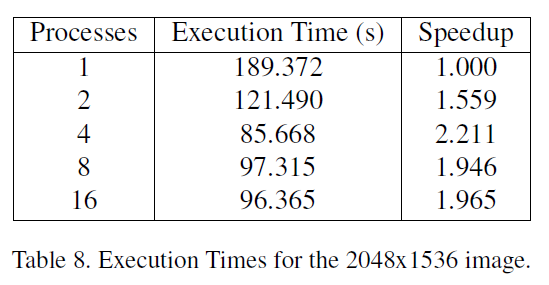 Processes Execution Time (s) Speedup
1 189.372 1.000
2 121.490 1.559
4 85.668 2.211
8 97.315 1.946
16 96.365 1.965
Table 8. Execution Times for the 2048x1536 image.